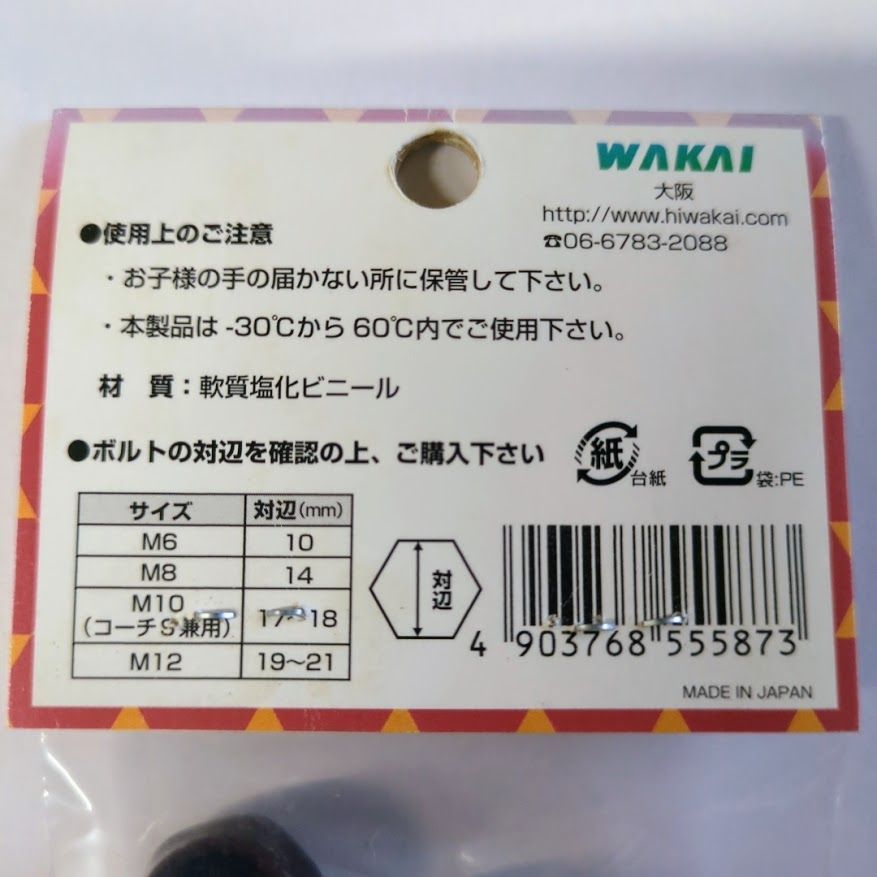 WAKAI
大阪
http://www.hiwakai.com
☎06-6783-2088
●使用上のご注意
・お子様の手の届かない所に保管して下さい。
・本製品は -30℃から 60℃内でご使用下さい。
材 質：軟質塩化ビニール
●ボルトの対辺を確認の上、ご購入下さい
紙 台紙
プラ 袋:PE
サイズ 対辺(mm)
M6 10
M8 14
M10 17～18
(コーチS兼用)
M12 19～21
対辺
4 903768 555873
MADE IN JAPAN